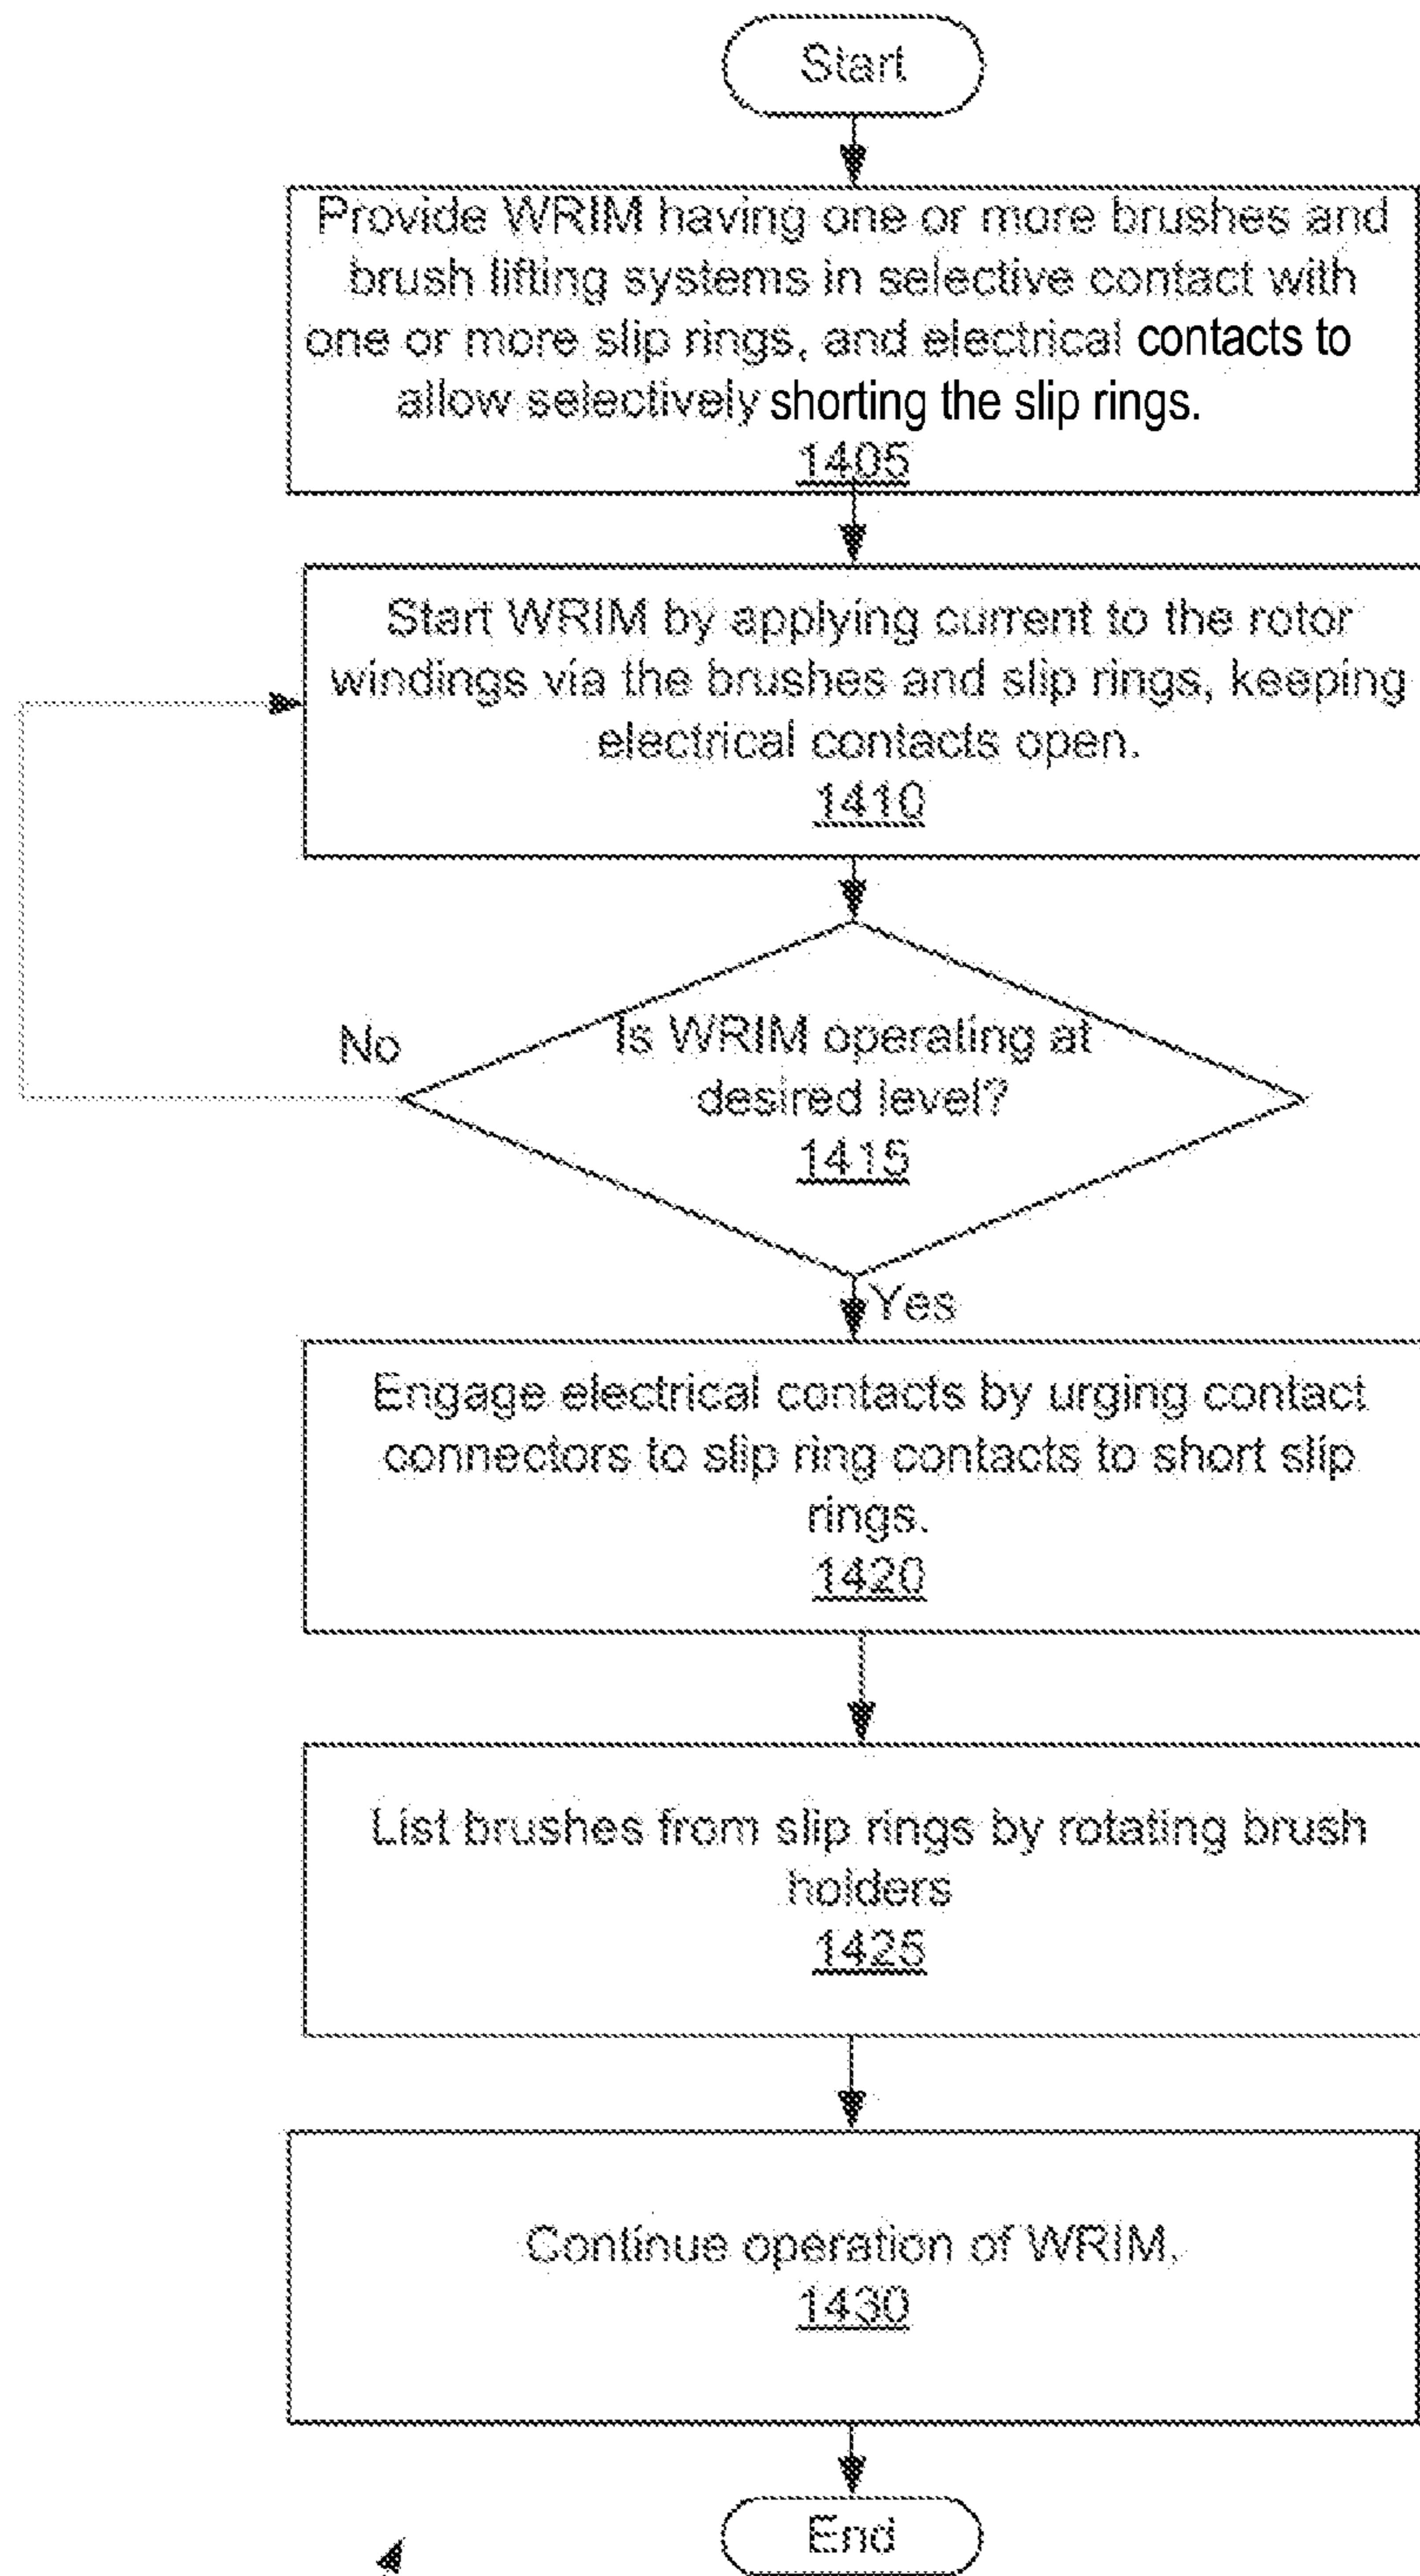 Start
Provide WRIM having one or more brushes and
brush lifting systems in selective contact with
one or more slip rings, and electrical contacts to
allow selectively shorting the slip rings.
1405
Start WRIM by applying current to the rotor
windings via the brushes and slip rings, keeping
electrical contacts open.
1410
Is WRIM operating at
desired level?
1415
No
Yes
Engage electrical contacts by urging contact
connectors to slip ring contacts to short slip
rings.
1420
List brushes from slip rings by rotating brush
holders
1425
Continue operation of WRIM.
1430
End